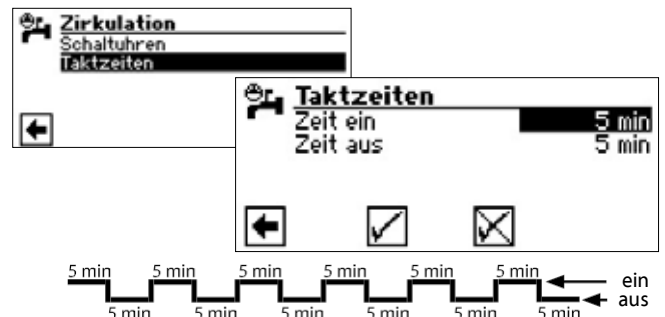 Zirkulation
Schaltuhren
Taktzeiten
Taktzeiten
Zeit ein 5 min
Zeit aus 5 min
5 min 5 min 5 min 5 min 5 min 5 min ein
aus
5 min 5 min 5 min 5 min 5 min 5 min